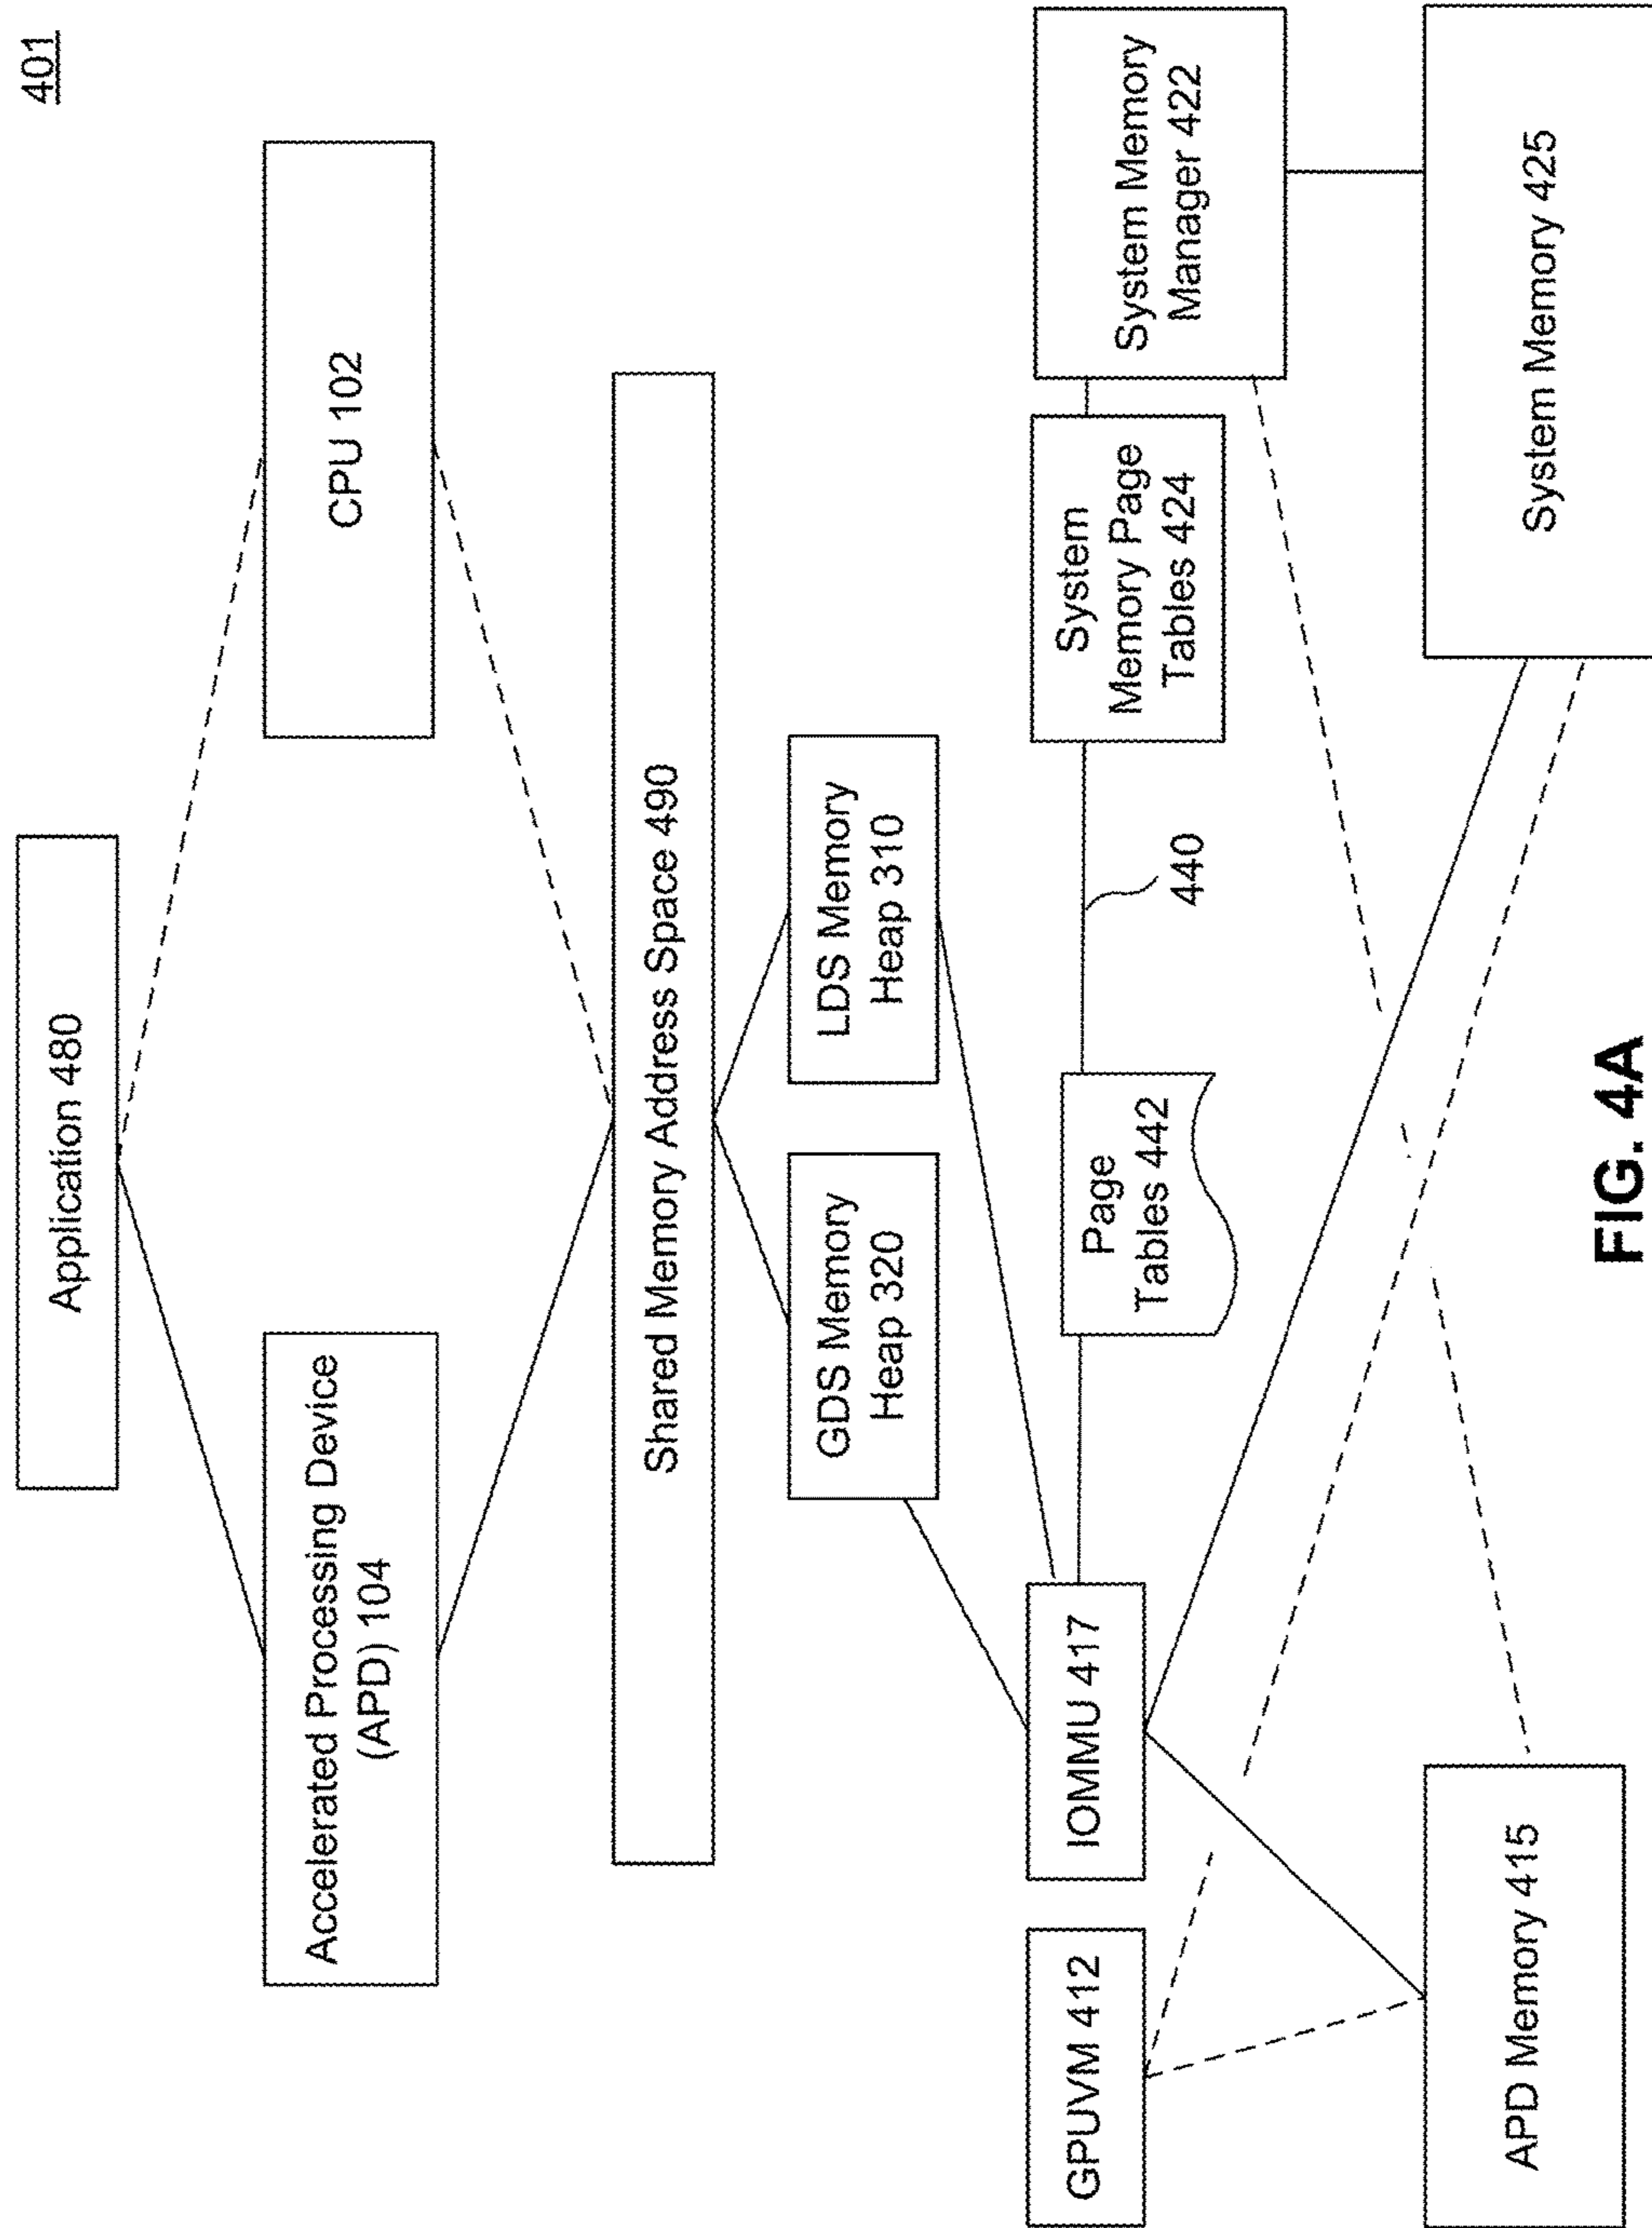 401
Application 480
Accelerated Processing Device
(APD) 104
CPU 102
Shared Memory Address Space 490
GDS Memory
Heap 320
LDS Memory
Heap 310
GPUVM 412
IOMMU 417
Page
Tables 442
440
System
Memory Page
Tables 424
System Memory
Manager 422
APD Memory 415
System Memory 425
FIG. 4A